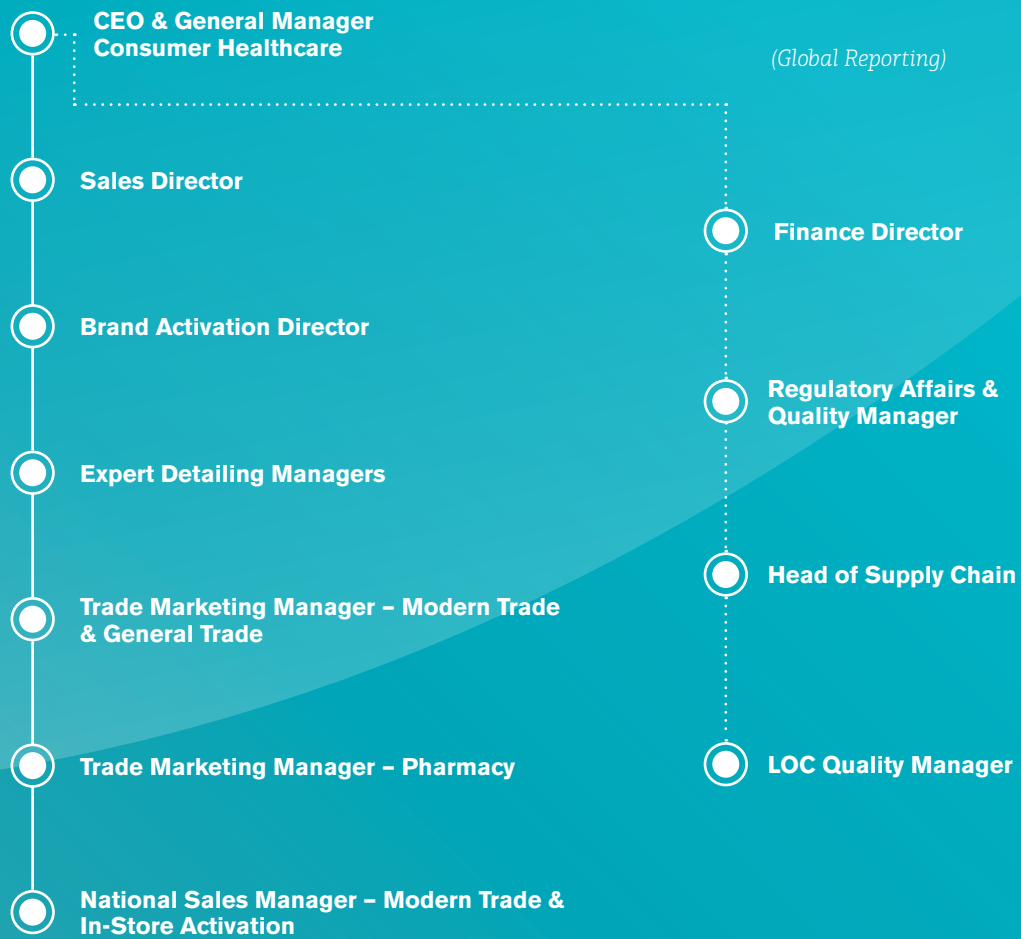 CEO & General Manager
Consumer Healthcare
(Global Reporting)
Sales Director
Finance Director
Brand Activation Director
Regulatory Affairs &
Quality Manager
Expert Detailing Managers
Head of Supply Chain
Trade Marketing Manager – Modern Trade
& General Trade
Trade Marketing Manager – Pharmacy
LOC Quality Manager
National Sales Manager – Modern Trade &
In-Store Activation